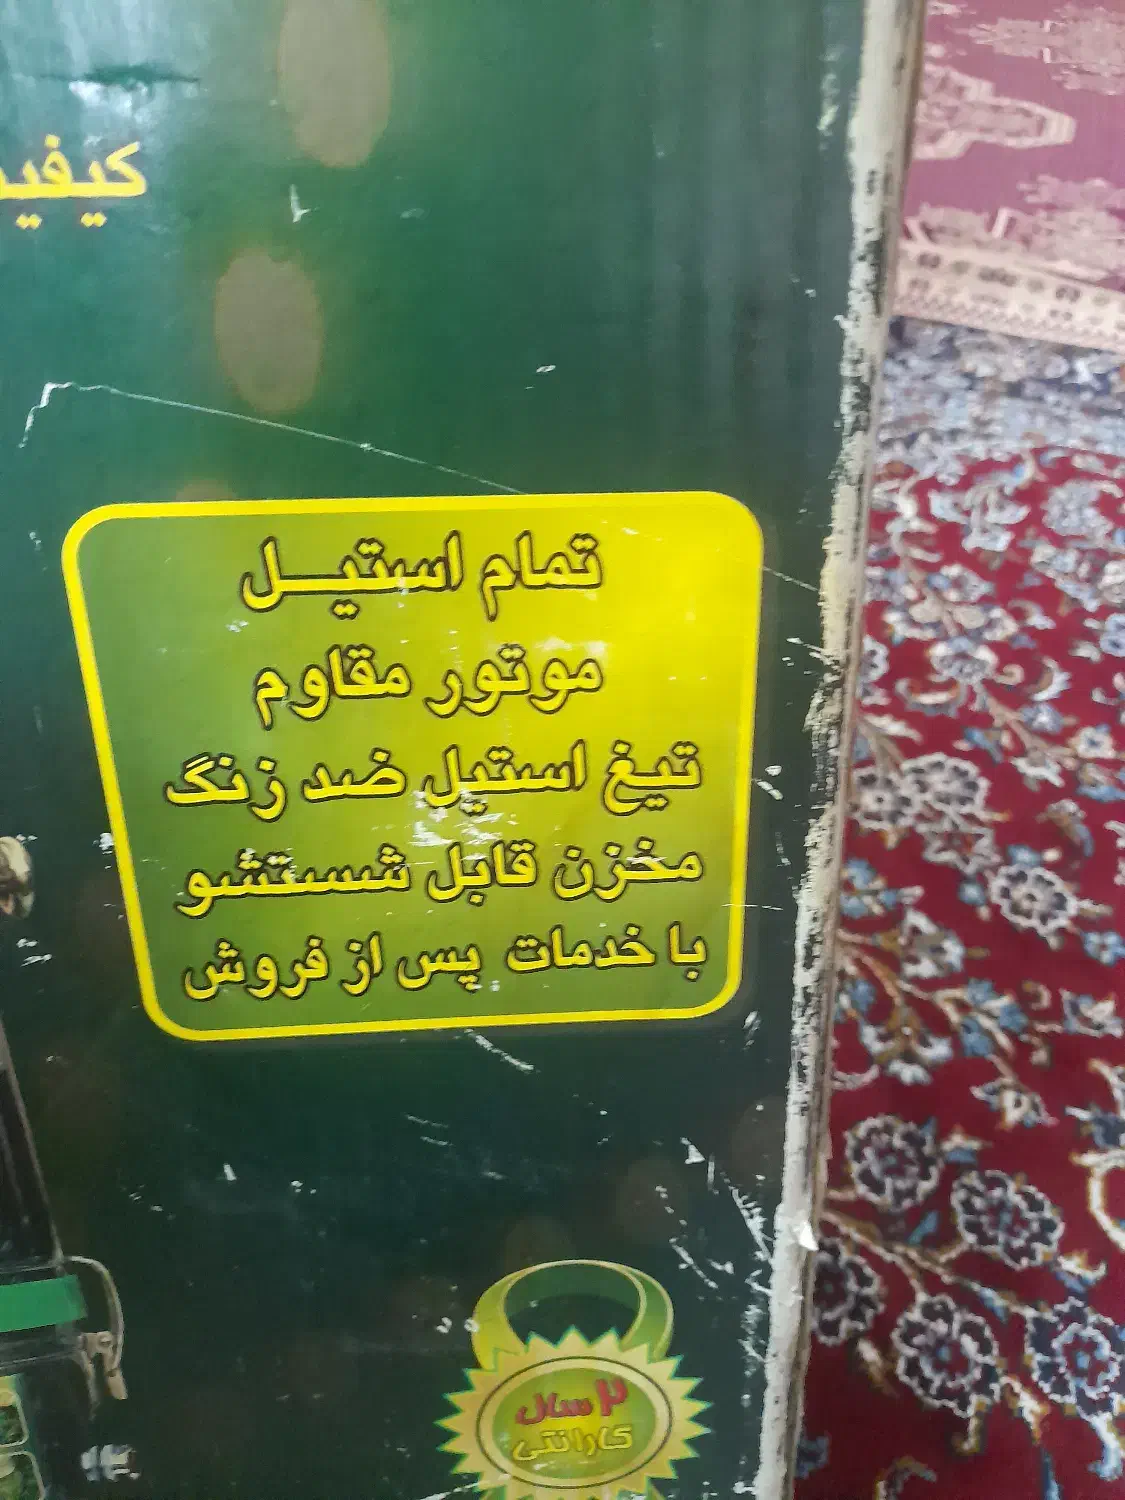 تمام استیل
موتور مقاوم
تیغ استیل ضد زنگ
مخزن قابل شستشو
با خدمات پس از فروش
۲ سال
گارانتی